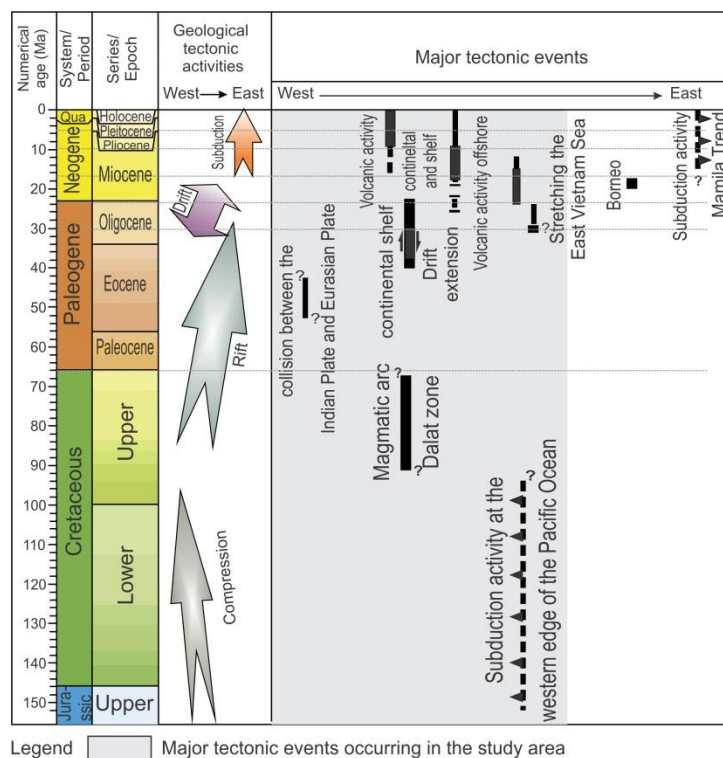 Numerical
age (Ma)
System/
Period
Series/
Epoch
Geological
tectonic
activities
West
East
Major tectonic events
West
East
0
10
20
30
40
50
60
70
80
90
100
110
120
130
140
150
Qua
Neogene
Paleogene
Cretaceous
Jura-
ssic
Holocene
Pleitocene
Pliocene
Miocene
Oligocene
Eocene
Paleocene
Upper
Lower
Upper
Subduction
Drift
Rift
Compression
?
?
collision between the
Indian Plate and Eurasian Plate
Volcanic activity
contineltal and shelf
continental shelf
Drift
extension
Volcanic activity offshore
?
Stretching the
East Vietnam Sea
Borneo
Subduction activity
?
Mamila Trend
?
Magmatic arc
Dalat zone
?
?
Subduction activity at the
western edge of the Pacific Ocean
Legend
Major tectonic events occurring in the study area